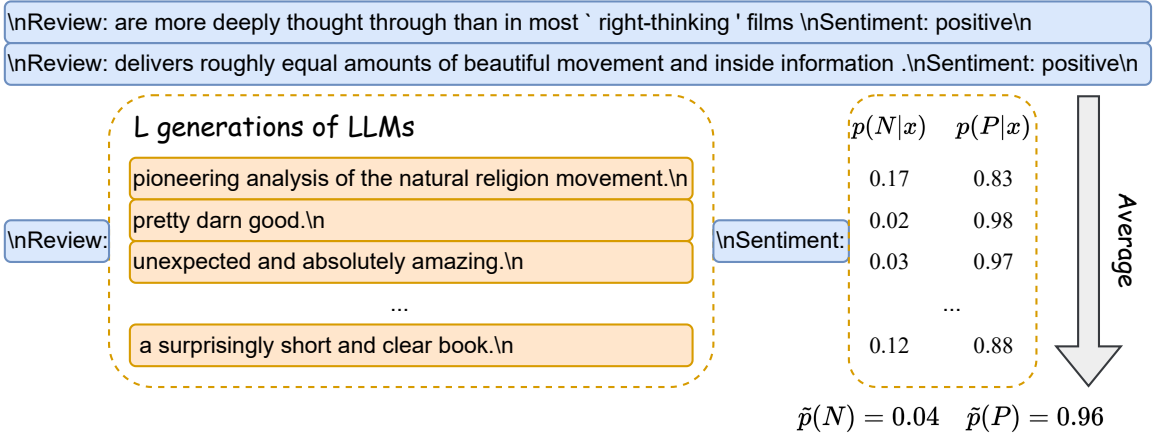 \nReview: are more deeply thought through than in most ` right-thinking ' films \nSentiment: positive\n
\nReview: delivers roughly equal amounts of beautiful movement and inside information .\nSentiment: positive\n
L generations of LLMs
p(N|x) p(P|x)
pioneering analysis of the natural religion movement.\n 0.17 0.83
pretty darn good.\n 0.02 0.98
\nReview: \nSentiment:
unexpected and absolutely amazing.\n 0.03 0.97
... ...
a surprisingly short and clear book.\n 0.12 0.88
Average
p̃(N) = 0.04 p̃(P) = 0.96